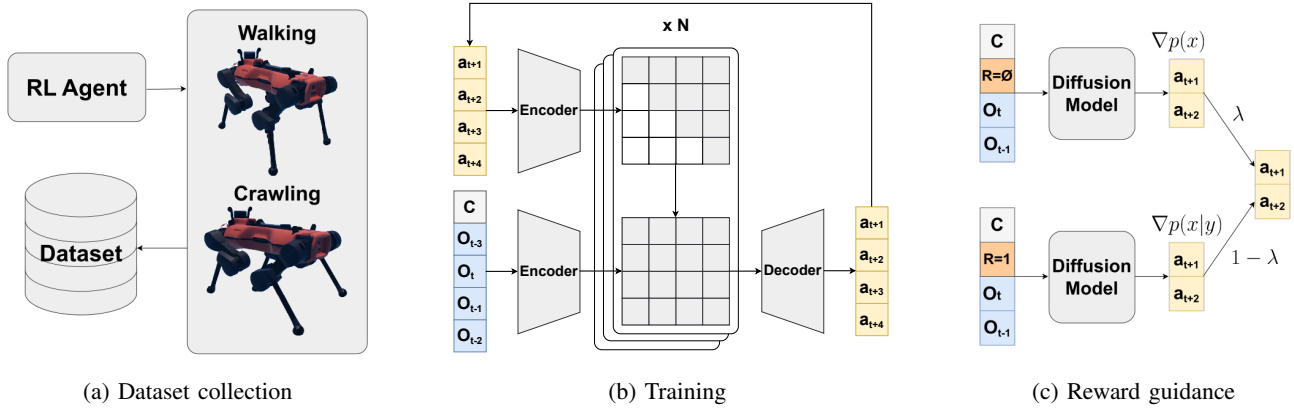 Walking
RL Agent
Crawling
Dataset
(a) Dataset collection
x N
a_{t+1}
a_{t+2}
a_{t+3}
a_{t+4}
Encoder
C
O_{t-3}
O_t
O_{t-1}
O_{t-2}
Encoder
Decoder
a_{t+1}
a_{t+2}
a_{t+3}
a_{t+4}
(b) Training
C
R=Ø
O_t
O_{t-1}
Diffusion
Model
∇p(x)
a_{t+1}
a_{t+2}
λ
a_{t+1}
a_{t+2}
C
R=1
O_t
O_{t-1}
Diffusion
Model
∇p(x|y)
a_{t+1}
a_{t+2}
1 − λ
(c) Reward guidance